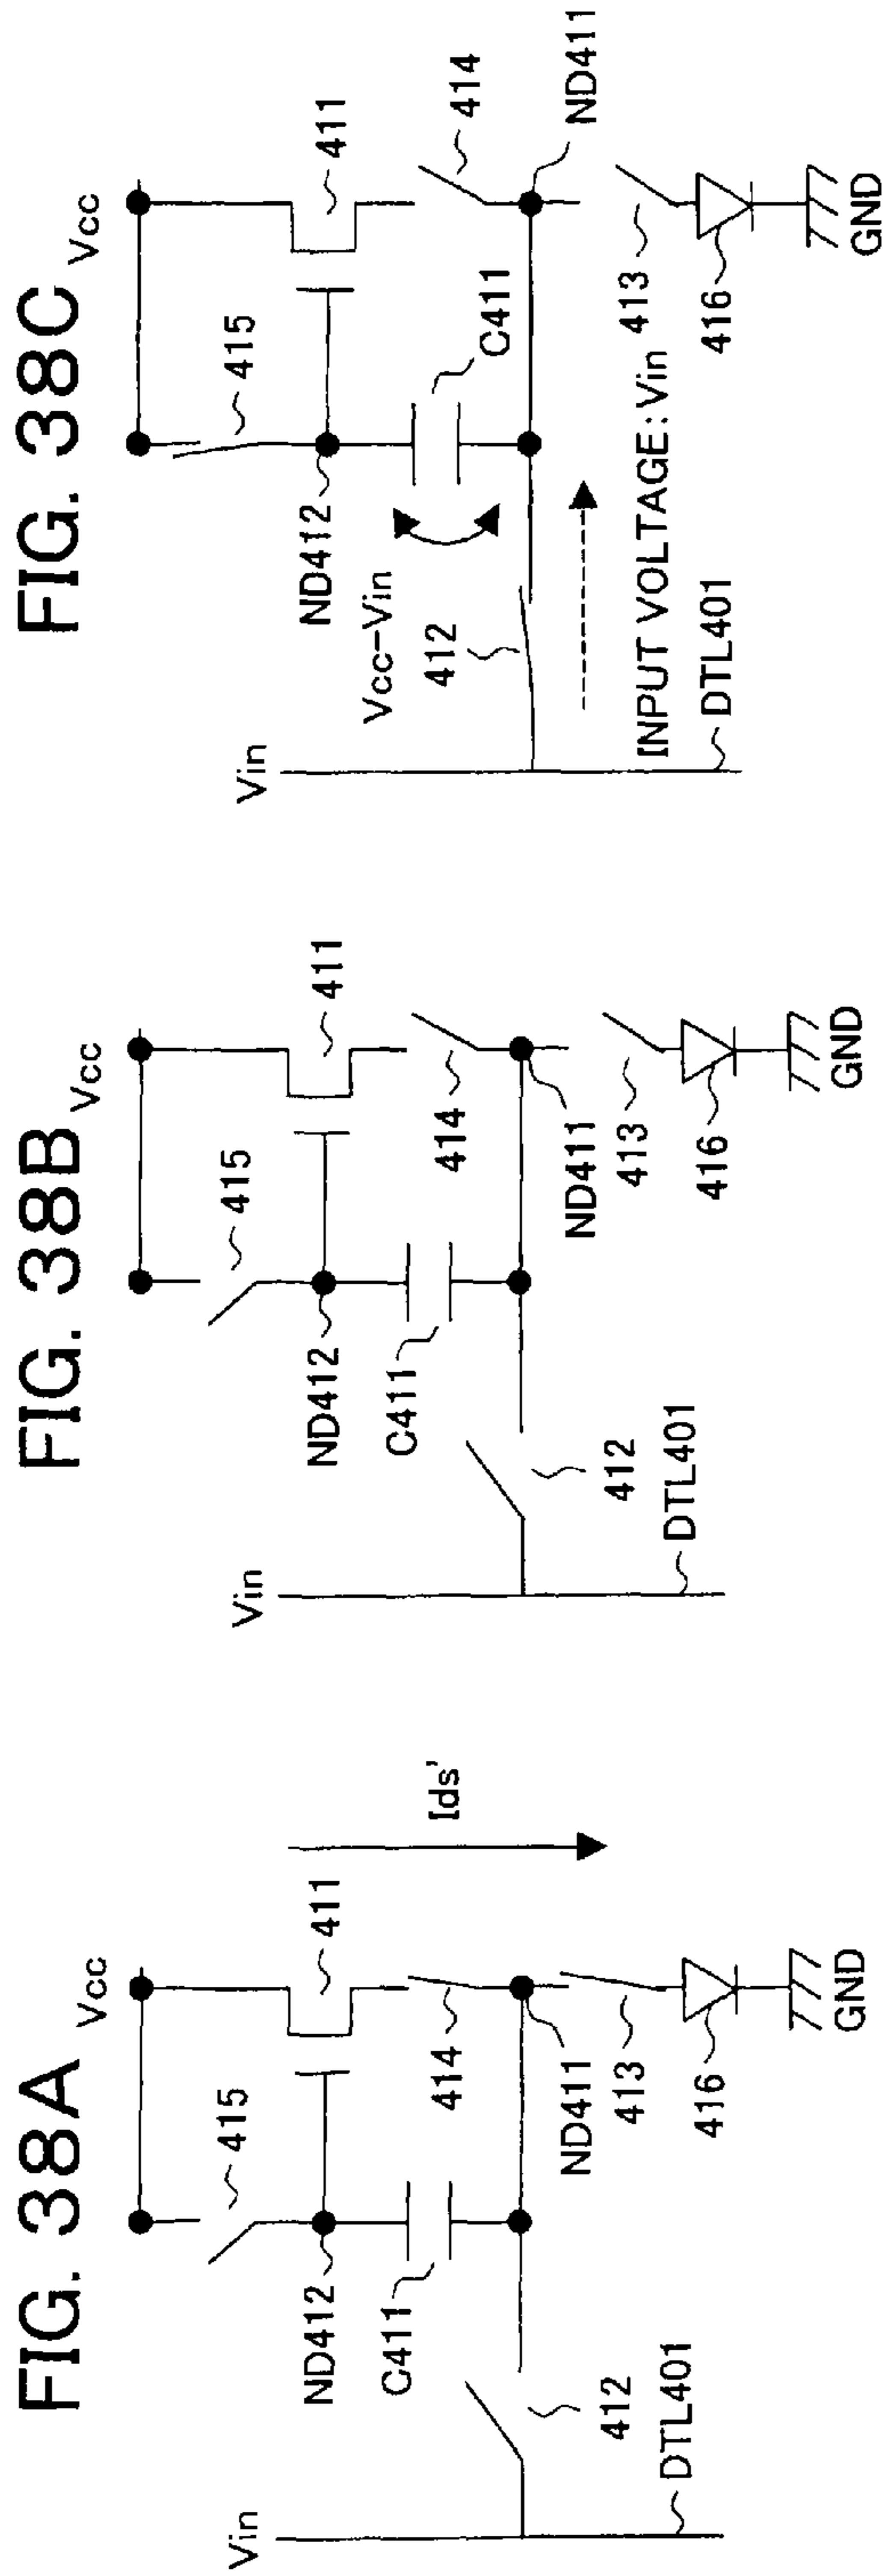 FIG. 38A
Vcc
415
411
Ids'
ND412
414
C411
ND411
Vin
412
413
416
DTL401
GND
FIG. 38B
Vcc
415
411
ND412
414
C411
ND411
Vin
412
413
416
DTL401
GND
FIG. 38C
Vcc
415
411
ND412
414
C411
Vcc-Vin
ND411
Vin
412
413
INPUT VOLTAGE:Vin
416
DTL401
GND